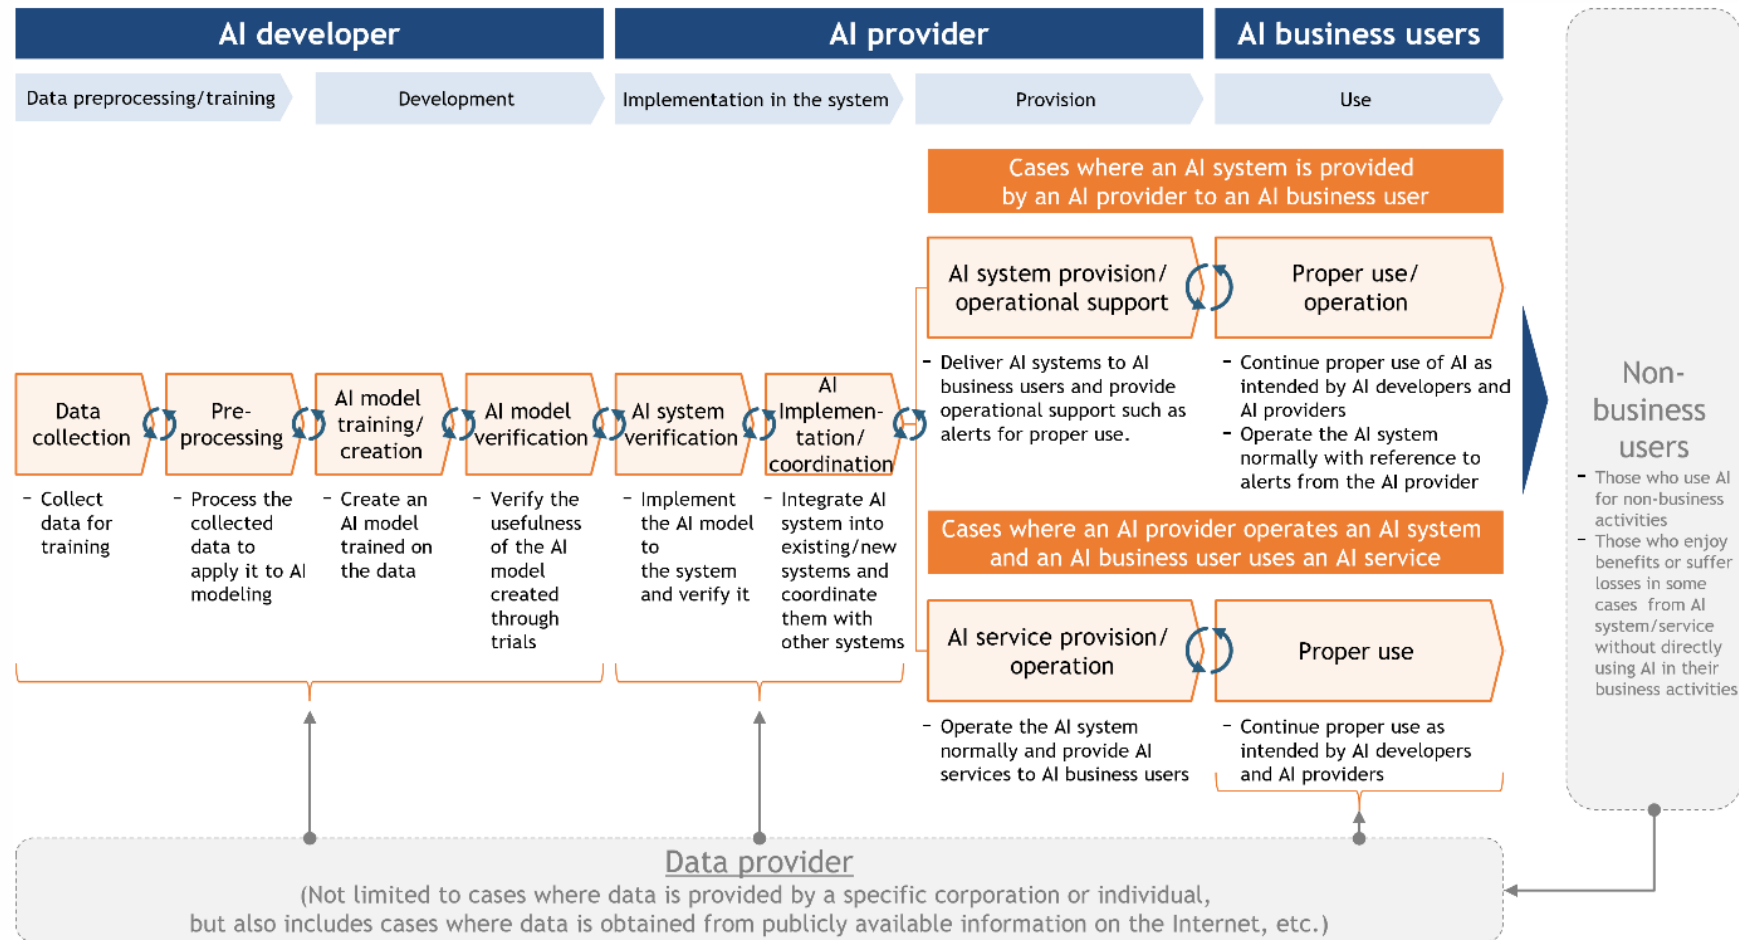 AI developer
AI provider
AI business users
Data preprocessing/training
Development
Implementation in the system
Provision
Use
Cases where an AI system is provided
by an AI provider to an AI business user
AI system provision/
operational support
Proper use/
operation
- Deliver AI systems to AI
business users and provide
operational support such as
alerts for proper use.
- Continue proper use of AI as
intended by AI developers and
AI providers
- Operate the AI system
normally with reference to
alerts from the AI provider
Data
collection
Pre-
processing
AI model
training/
creation
AI model
verification
AI system
verification
AI
Implemen-
tation/
coordination
- Collect
data for
training
- Process the
collected
data to
apply it to AI
modeling
- Create an
AI model
trained on
the data
- Verify the
usefulness
of the AI
model
created
through
trials
- Implement
the AI model
to
the system
and verify it
- Integrate AI
system into
existing/new
systems and
coordinate
them with
other systems
Cases where an AI provider operates an AI system
and an AI business user uses an AI service
AI service provision/
operation
Proper use
- Operate the AI system
normally and provide AI
services to AI business users
- Continue proper use as
intended by AI developers
and AI providers
Non-
business
users
- Those who use AI
for non-business
activities
- Those who enjoy
benefits or suffer
losses in some
cases from AI
system/service
without directly
using AI in their
business activities
Data provider
(Not limited to cases where data is provided by a specific corporation or individual,
but also includes cases where data is obtained from publicly available information on the Internet, etc.)